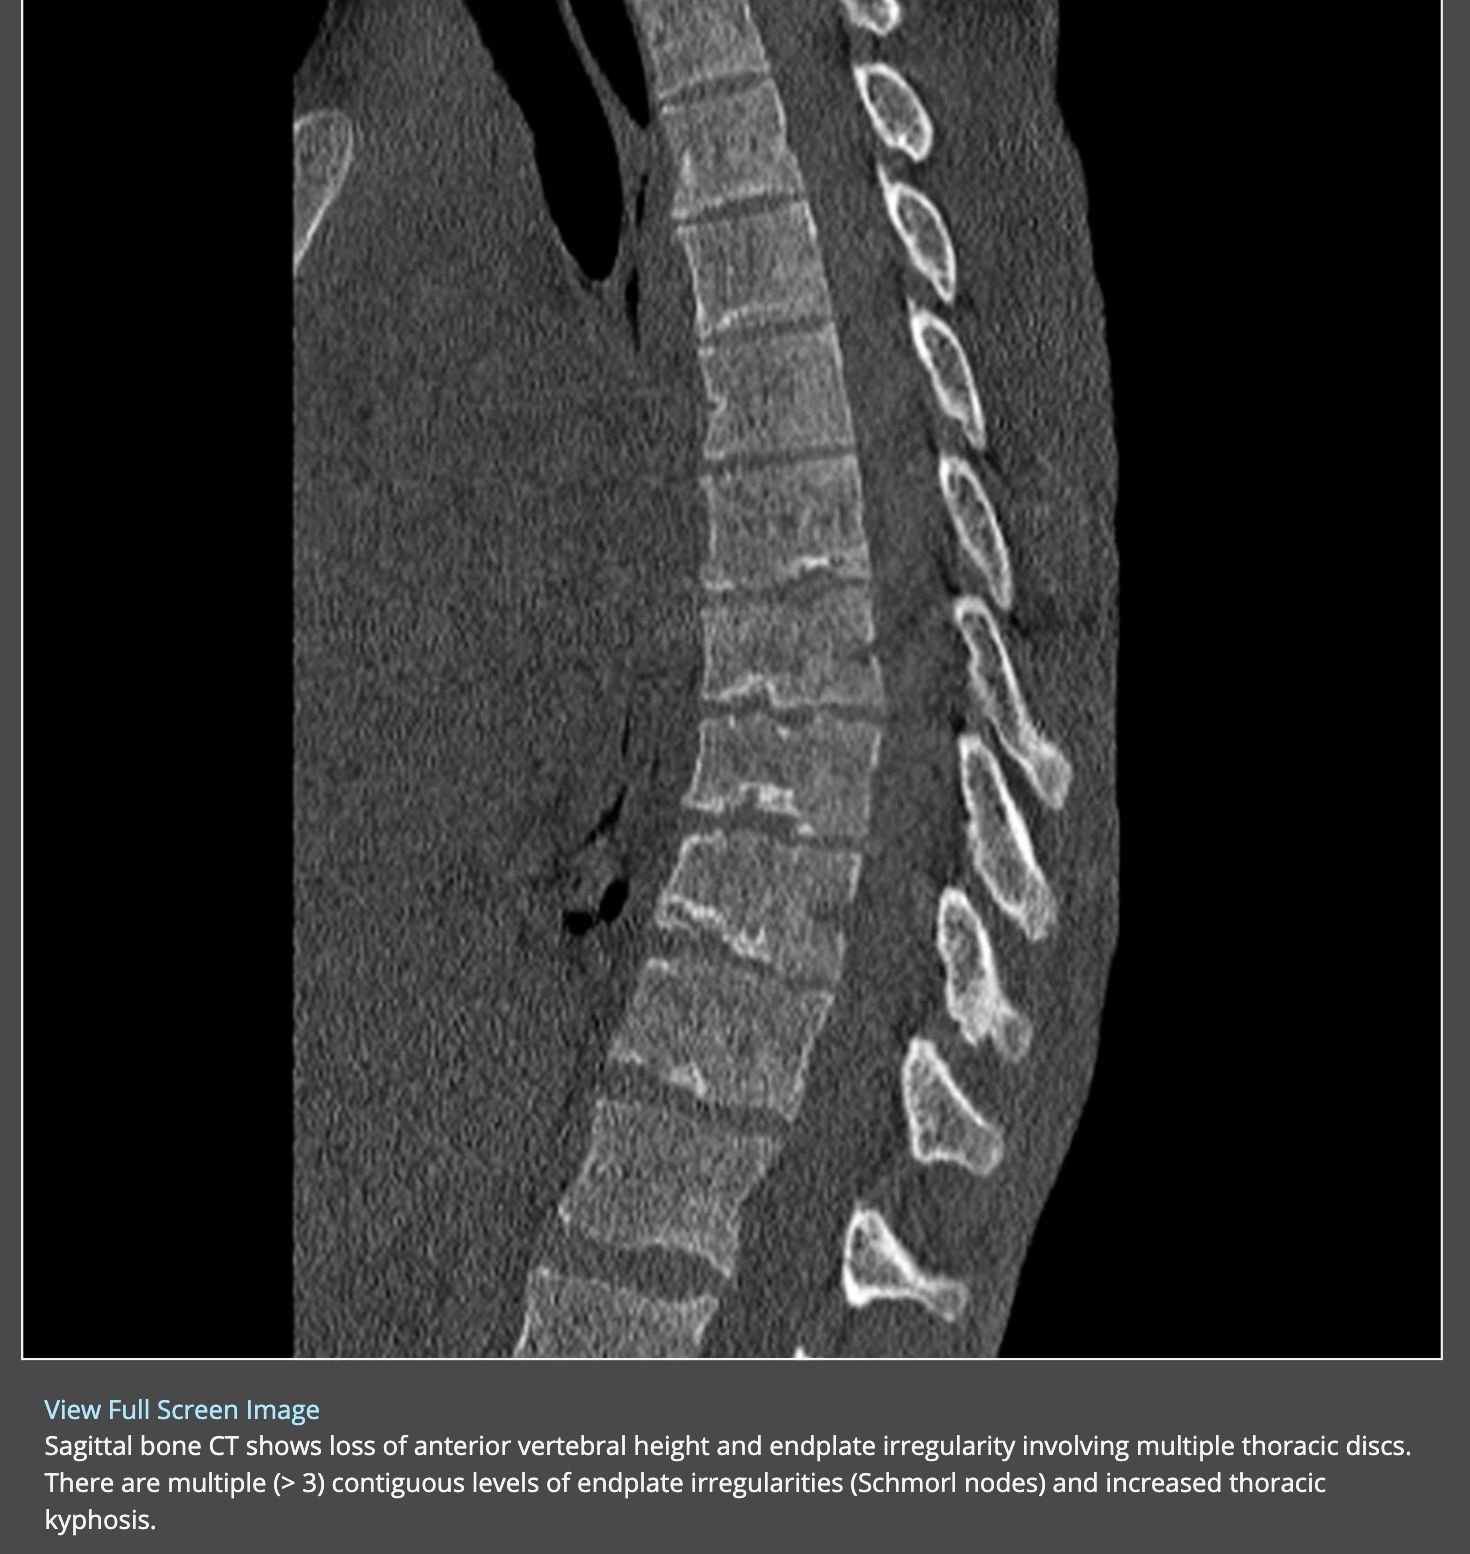 View Full Screen Image
Sagittal bone CT shows loss of anterior vertebral height and endplate irregularity involving multiple thoracic discs.
There are multiple (> 3) contiguous levels of endplate irregularities (Schmorl nodes) and increased thoracic
kyphosis.